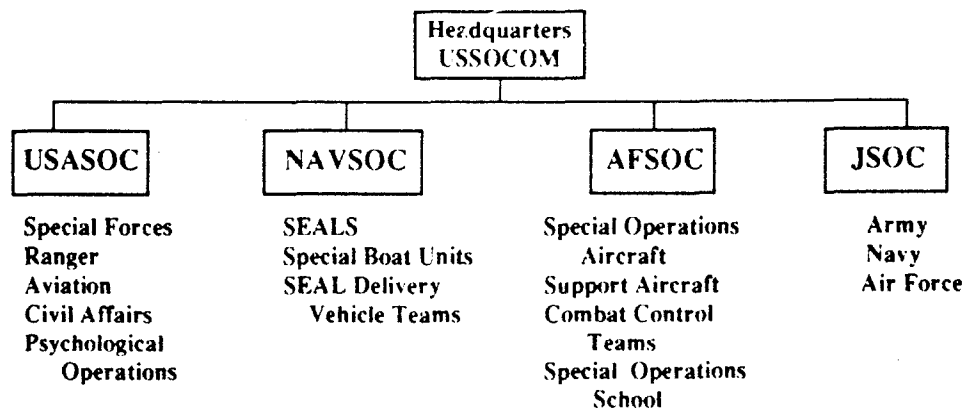 Headquarters
USSOCOM
USASOC
Special Forces
Ranger
Aviation
Civil Affairs
Psychological
Operations
NAVSOC
SEALS
Special Boat Units
SEAL Delivery
Vehicle Teams
AFSOC
Special Operations
Aircraft
Support Aircraft
Combat Control
Teams
Special Operations
School
JSOC
Army
Navy
Air Force